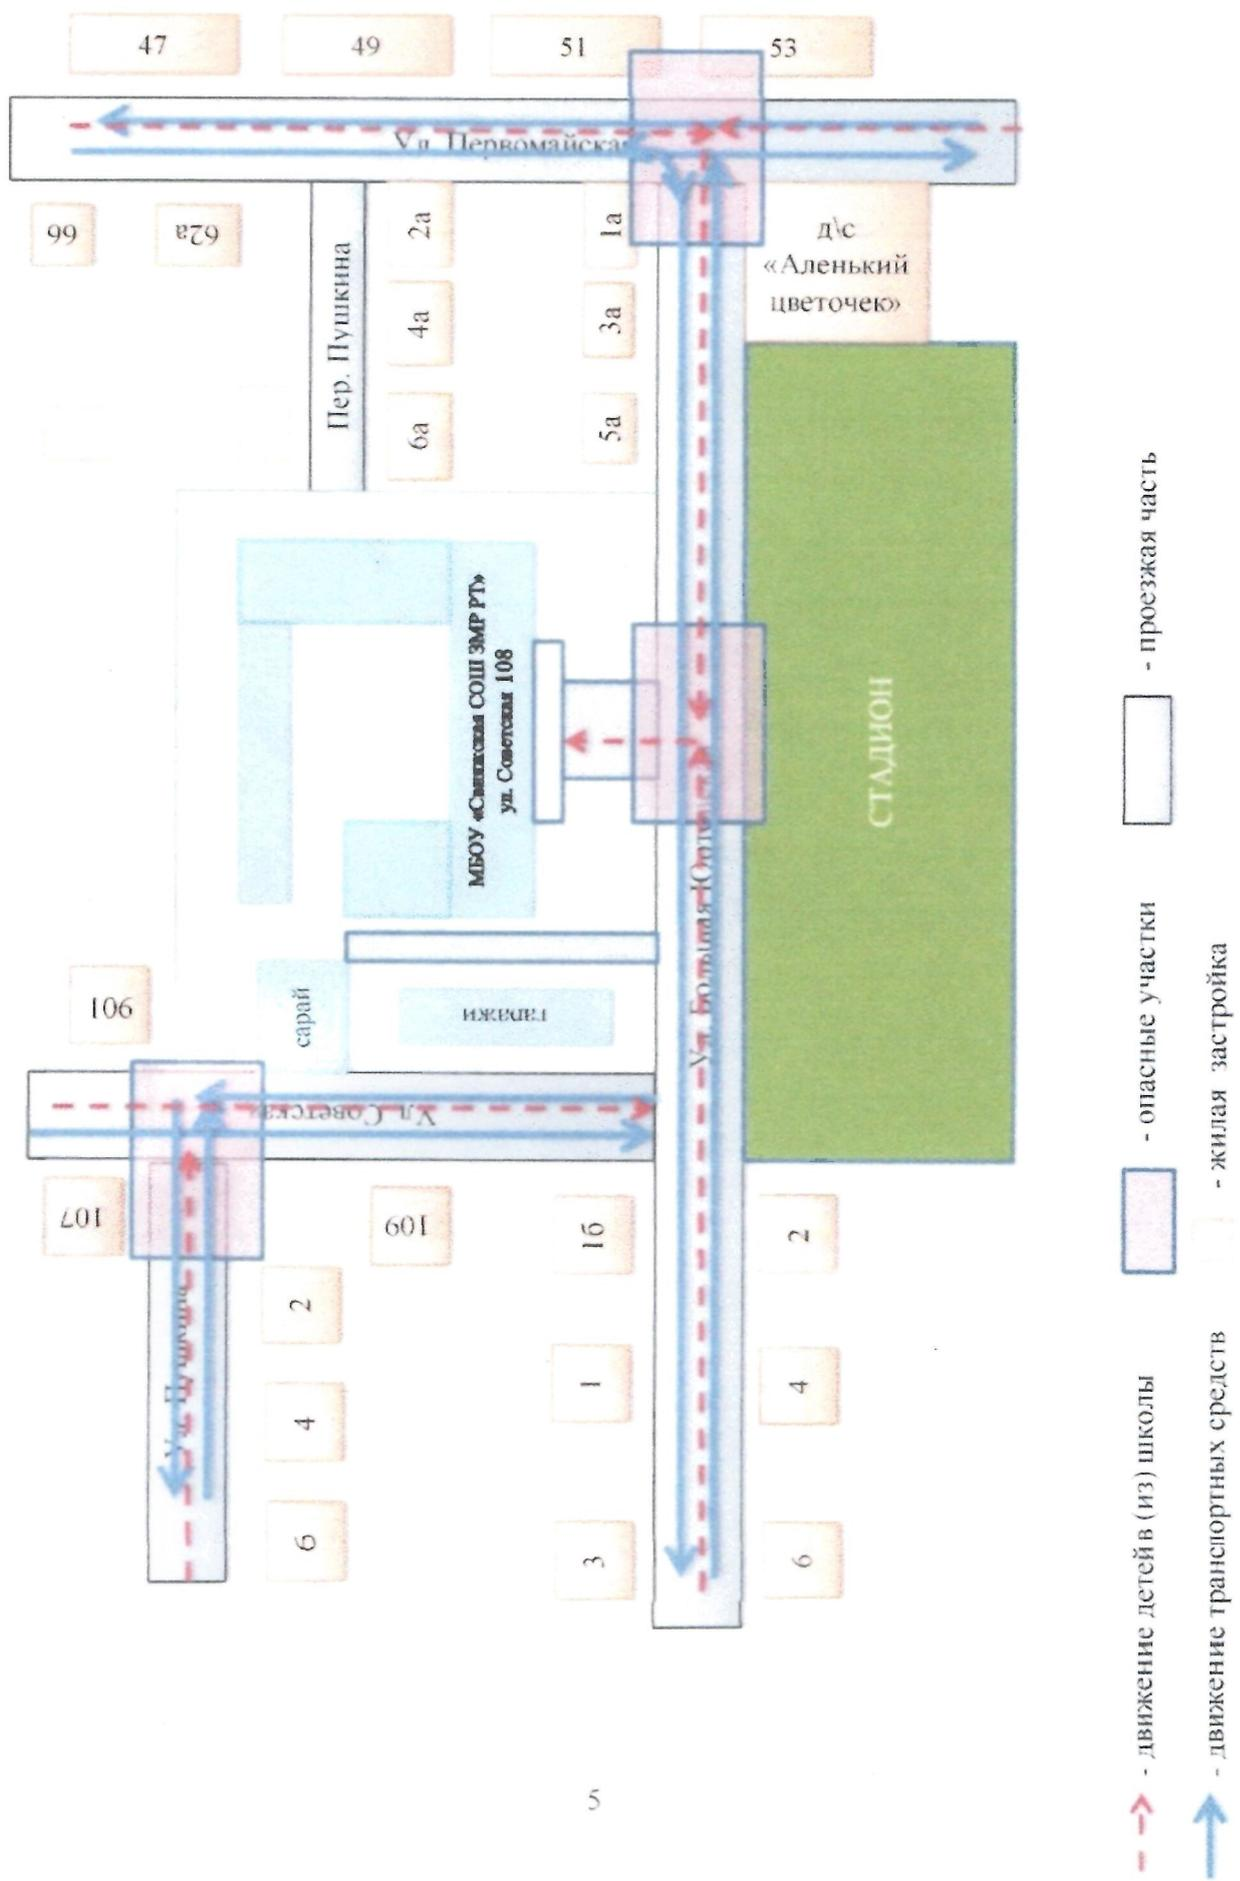 47
49
51
53
Ул. Первомайская
66
62а
Пер. Пушкина
2а
4а
6а
1а
3а
5а
д\с
«Аленький
цветочек»
МБОУ
СОШ ЗМР РТ»
ул. Советская 108
СТАДИОН
106
сарай
гаражи
Ул. Советская
107
109
Ул. Пушкина
2
4
6
Ул. Большая
1б
1
3
2
4
6
- движение детей в (из) школы
- опасные участки
- проезжая часть
- движение транспортных средств
- жилая застройка
5